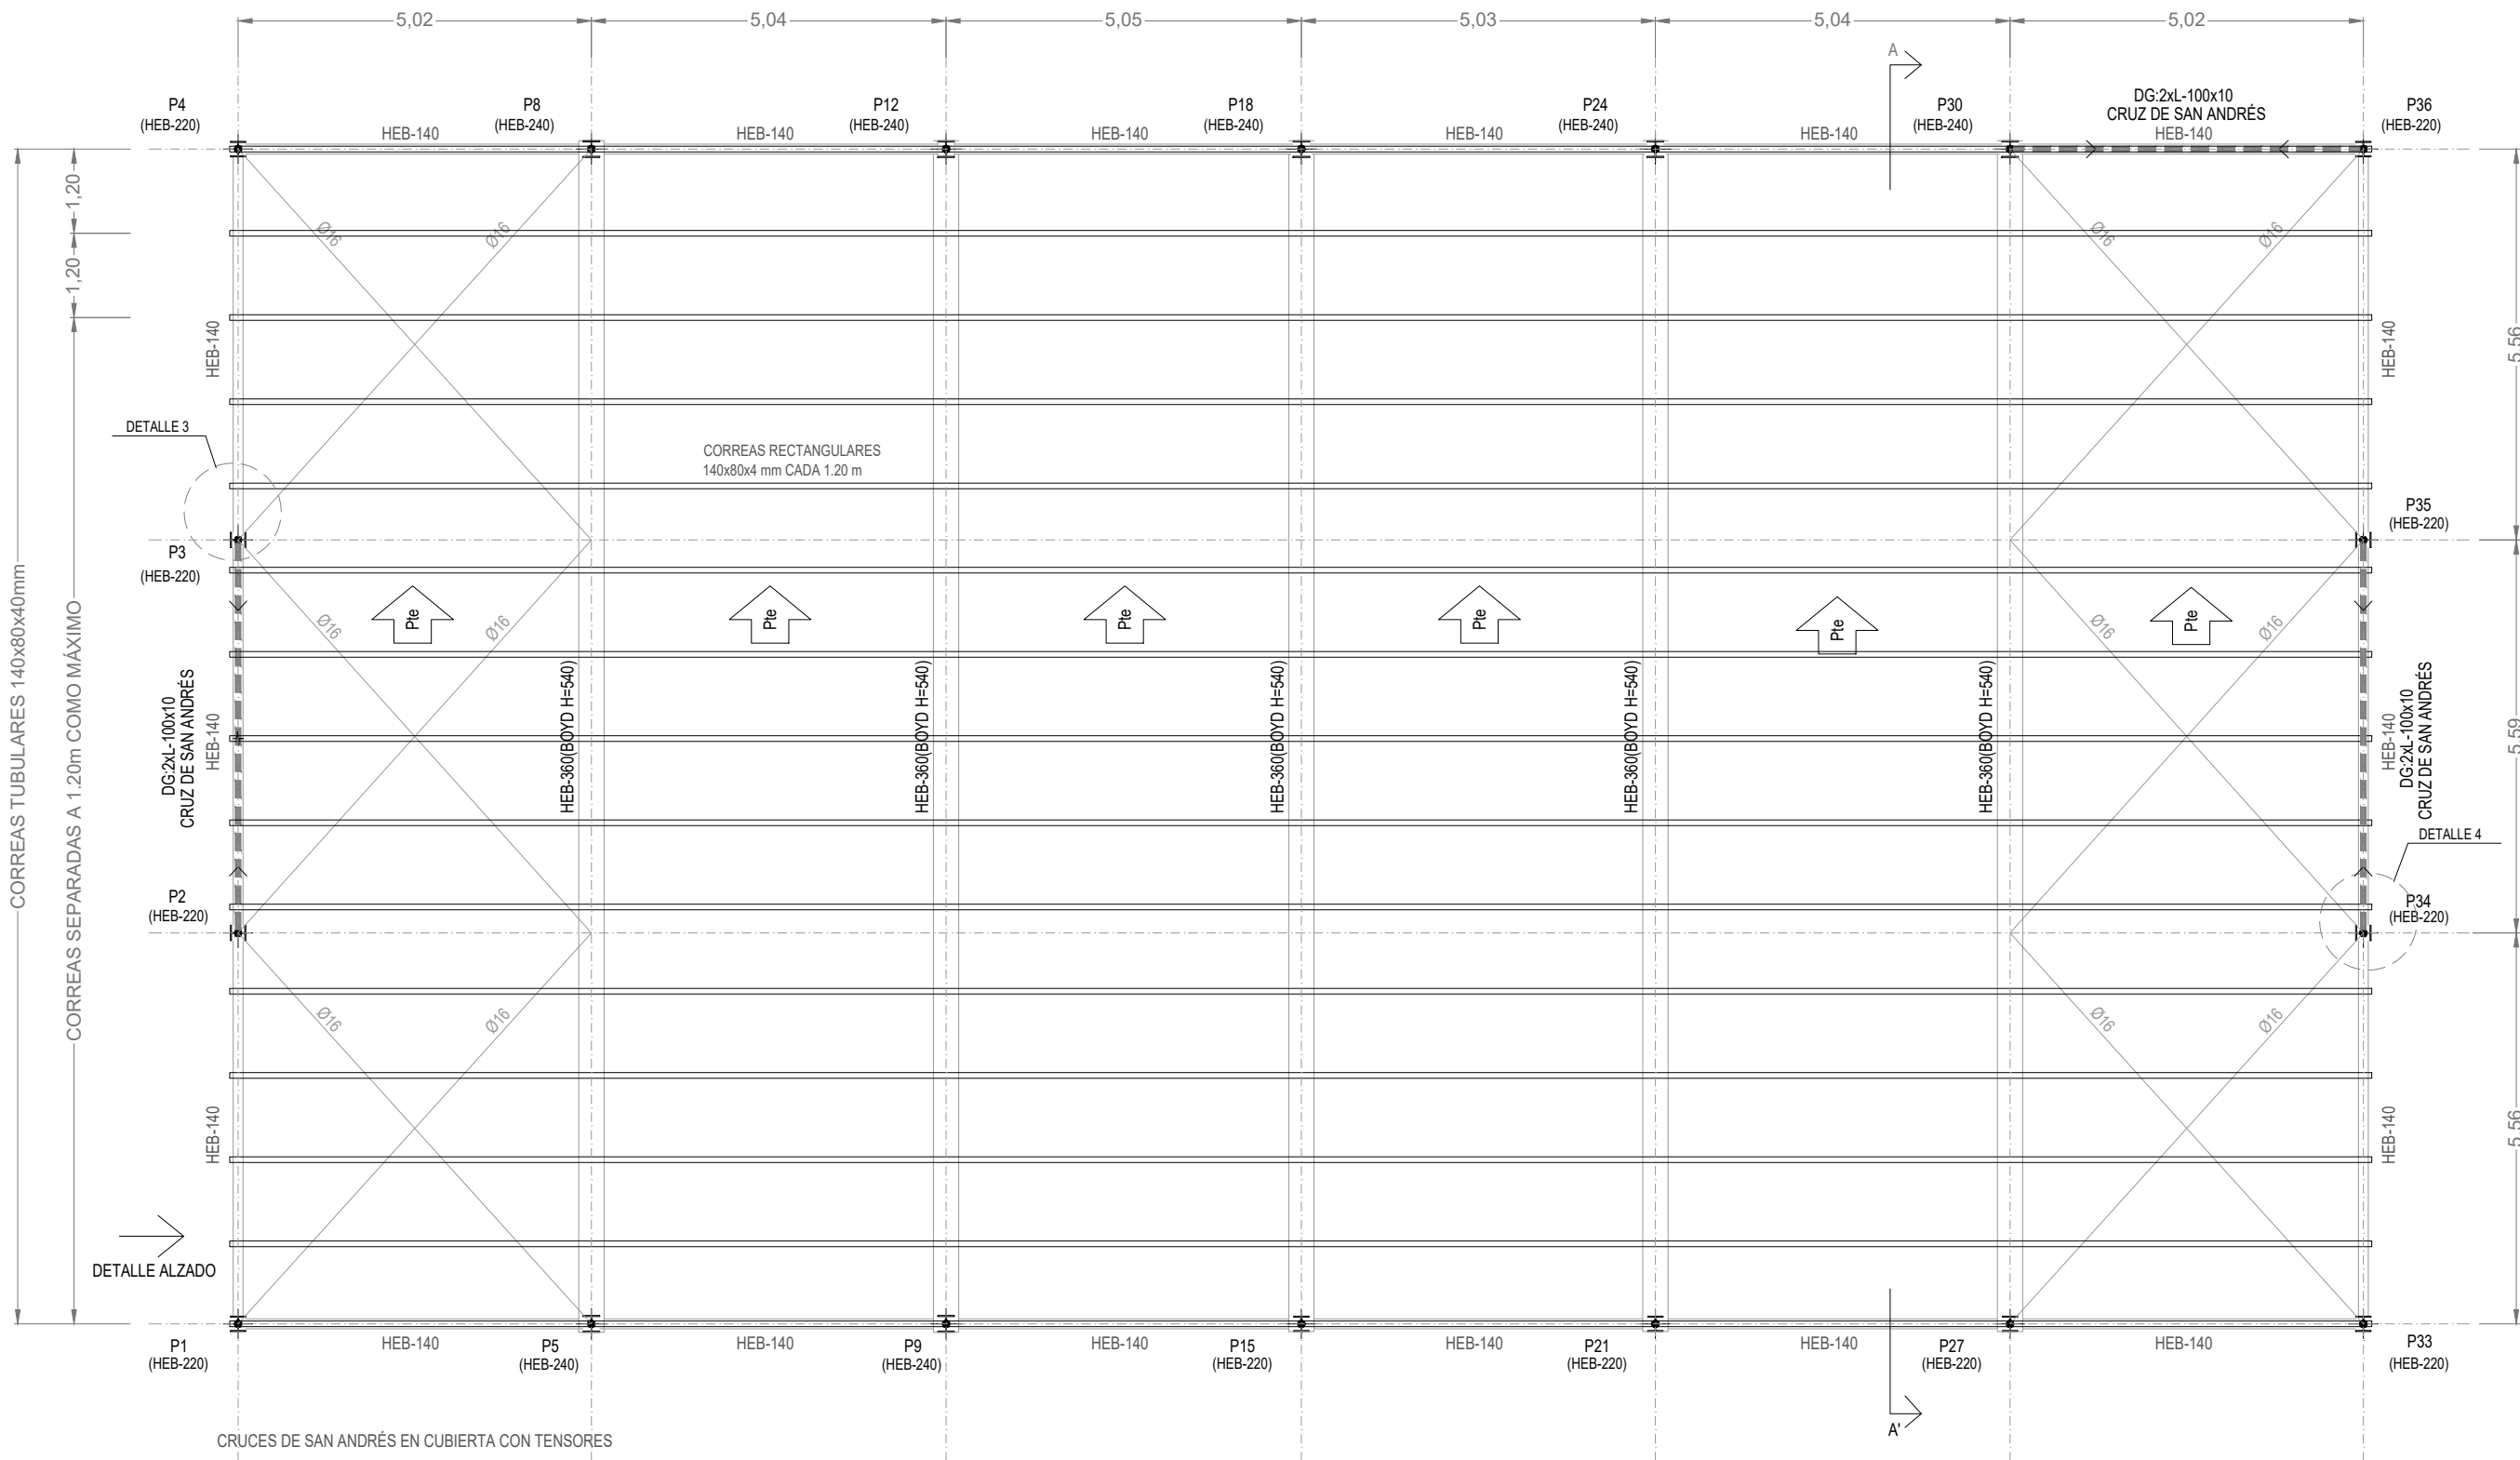 5,02
5,04
5,05
5,03
5,04
5,02
A
P4
(HEB-220)
HEB-140
P8
(HEB-240)
HEB-140
P12
(HEB-240)
HEB-140
P18
(HEB-240)
HEB-140
P24
(HEB-240)
HEB-140
P30
(HEB-240)
DG:2xL-100x10
CRUZ DE SAN ANDRÉS
HEB-140
P36
(HEB-220)
1,20
1,20
Ø16
Ø16
Ø16
Ø16
HEB-140
HEB-140
5,56
DETALLE 3
CORREAS RECTANGULARES
140x80x4 mm CADA 1.20 m
P3
(HEB-220)
P35
(HEB-220)
CORREAS TUBULARES 140x80x40mm
CORREAS SEPARADAS A 1.20m COMO MÁXIMO
Ø16
Ø16
Ø16
Ø16
Pte
Pte
Pte
Pte
Pte
Pte
DG:2xL-100x10
CRUZ DE SAN ANDRÉS
HEB-140
HEB-360(BOYD H=540)
HEB-360(BOYD H=540)
HEB-360(BOYD H=540)
HEB-360(BOYD H=540)
HEB-360(BOYD H=540)
HEB-140
DG:2xL-100x10
CRUZ DE SAN ANDRÉS
5,59
DETALLE 4
P2
(HEB-220)
P34
(HEB-220)
Ø16
Ø16
Ø16
Ø16
HEB-140
HEB-140
5,56
DETALLE ALZADO
P1
(HEB-220)
HEB-140
P5
(HEB-240)
HEB-140
P9
(HEB-240)
HEB-140
P15
(HEB-220)
HEB-140
P21
(HEB-220)
HEB-140
P27
(HEB-220)
HEB-140
P33
(HEB-220)
A'
CRUCES DE SAN ANDRÉS EN CUBIERTA CON TENSORES